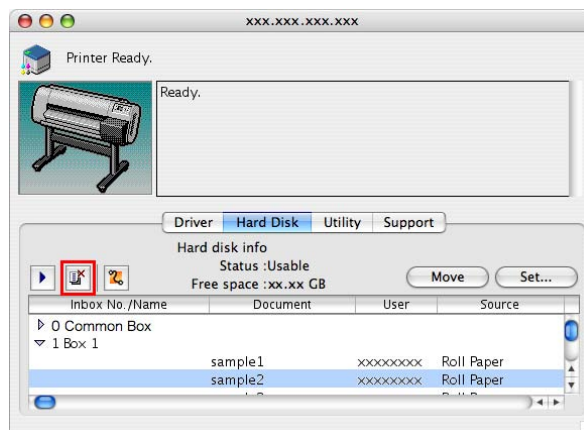 xxx.xxx.xxx.xxx
Printer Ready.
Ready.
Driver Hard Disk Utility Support
Hard disk info
Status :Usable
Free space :xx.xx GB
Move Set...
Inbox No./Name Document User Source
0 Common Box
1 Box 1
sample1 xxxxxxxx Roll Paper
sample2 xxxxxxxx Roll Paper